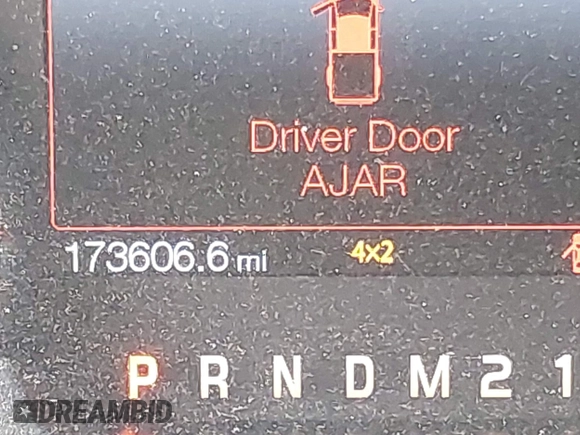 Driver Door
AJAR
173606.6 mi 4x2
P R N D M 2 1
DREAMBID